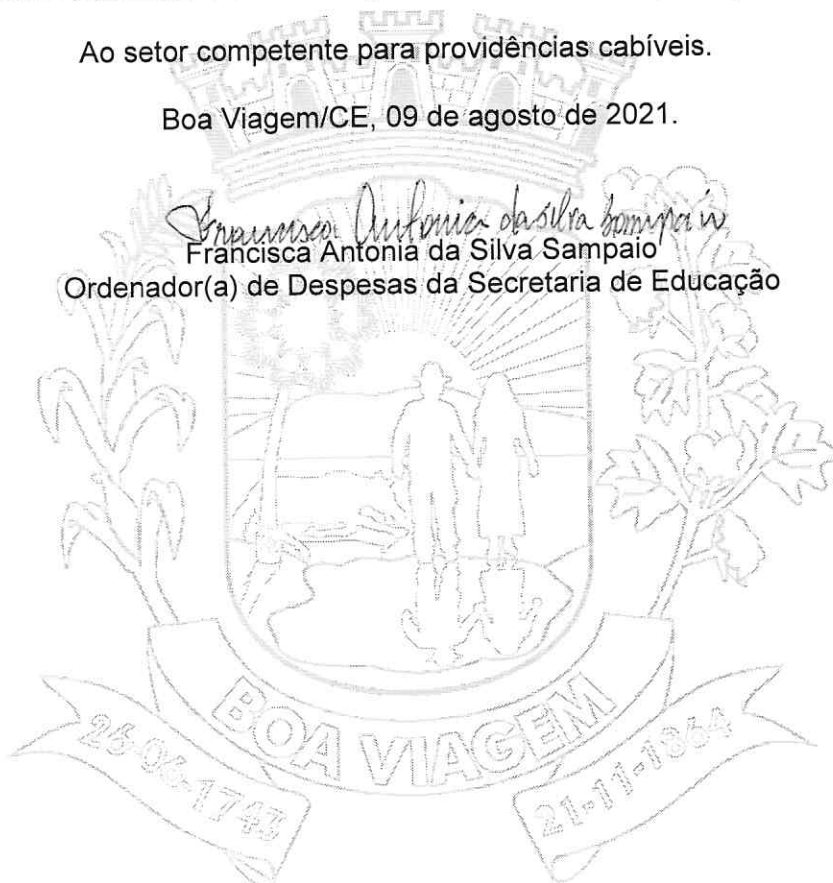 Ao setor competente para providências cabíveis.
Boa Viagem/CE, 09 de agosto de 2021.
Francisca Antonia da Silva Sampaio
Francisca Antonia da Silva Sampaio
Ordenador(a) de Despesas da Secretaria de Educação
BOA VIAGEM
25-06-1743
21-11-1864